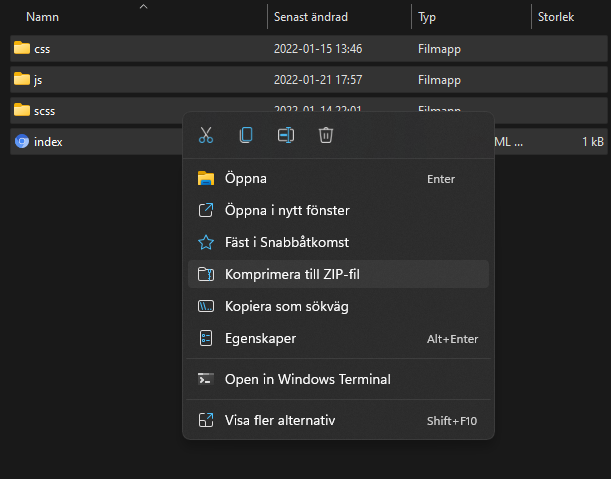 Namn Senast ändrad Typ Storlek
css 2022-01-15 13:46 Filmapp
js 2022-01-21 17:57 Filmapp
scss 2022-01-14 22:01 Filmapp
index ML ... 1 kB
Öppna Enter
Öppna i nytt fönster
Fäst i Snabbåtkomst
Komprimera till ZIP-fil
Kopiera som sökväg
Egenskaper Alt+Enter
Open in Windows Terminal
Visa fler alternativ Shift+F10